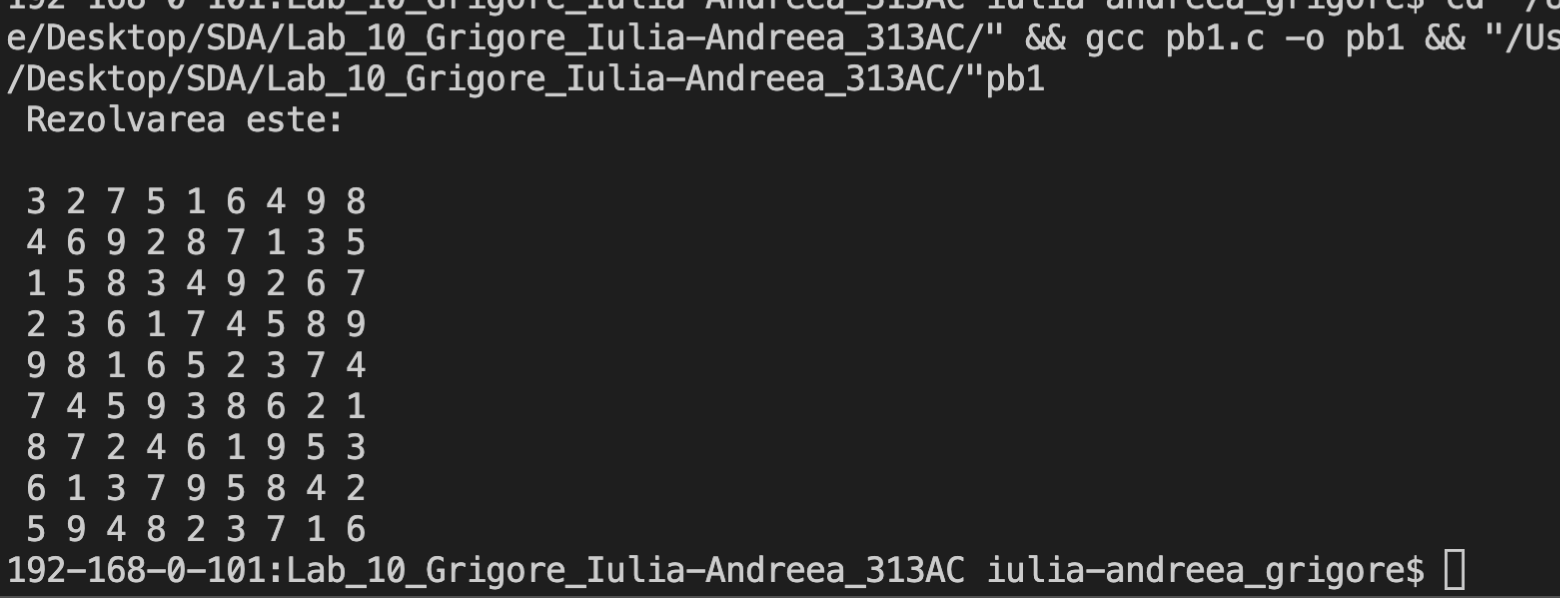 192-168-0-101:Lab_10_Grigore_Iulia-Andreea_313AC iulia-andreea_grigore$ cd "/U
e/Desktop/SDA/Lab_10_Grigore_Iulia-Andreea_313AC/" && gcc pb1.c -o pb1 && "/Us
/Desktop/SDA/Lab_10_Grigore_Iulia-Andreea_313AC/"pb1
Rezolvarea este:
3 2 7 5 1 6 4 9 8
4 6 9 2 8 7 1 3 5
1 5 8 3 4 9 2 6 7
2 3 6 1 7 4 5 8 9
9 8 1 6 5 2 3 7 4
7 4 5 9 3 8 6 2 1
8 7 2 4 6 1 9 5 3
6 1 3 7 9 5 8 4 2
5 9 4 8 2 3 7 1 6
192-168-0-101:Lab_10_Grigore_Iulia-Andreea_313AC iulia-andreea_grigore$